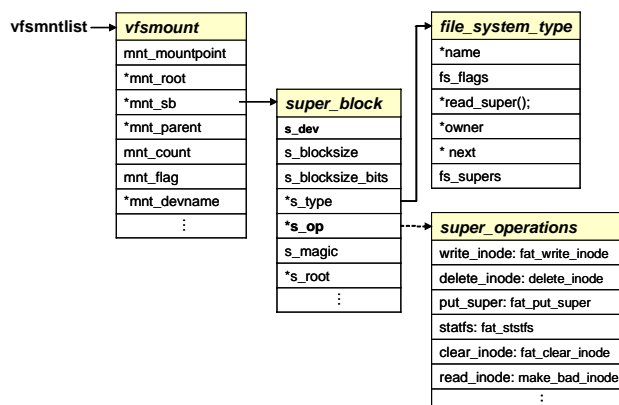 vfsmntlist
vfsmount
mnt_mountpoint
*mnt_root
*mnt_sb
*mnt_parent
mnt_count
mnt_flag
*mnt_devname
⋮
super_block
s_dev
s_blocksize
s_blocksize_bits
*s_type
*s_op
s_magic
*s_root
⋮
file_system_type
*name
fs_flags
*read_super();
*owner
* next
fs_supers
super_operations
write_inode: fat_write_inode
delete_inode: delete_inode
put_super: fat_put_super
statfs: fat_ststfs
clear_inode: fat_clear_inode
read_inode: make_bad_inode
⋮